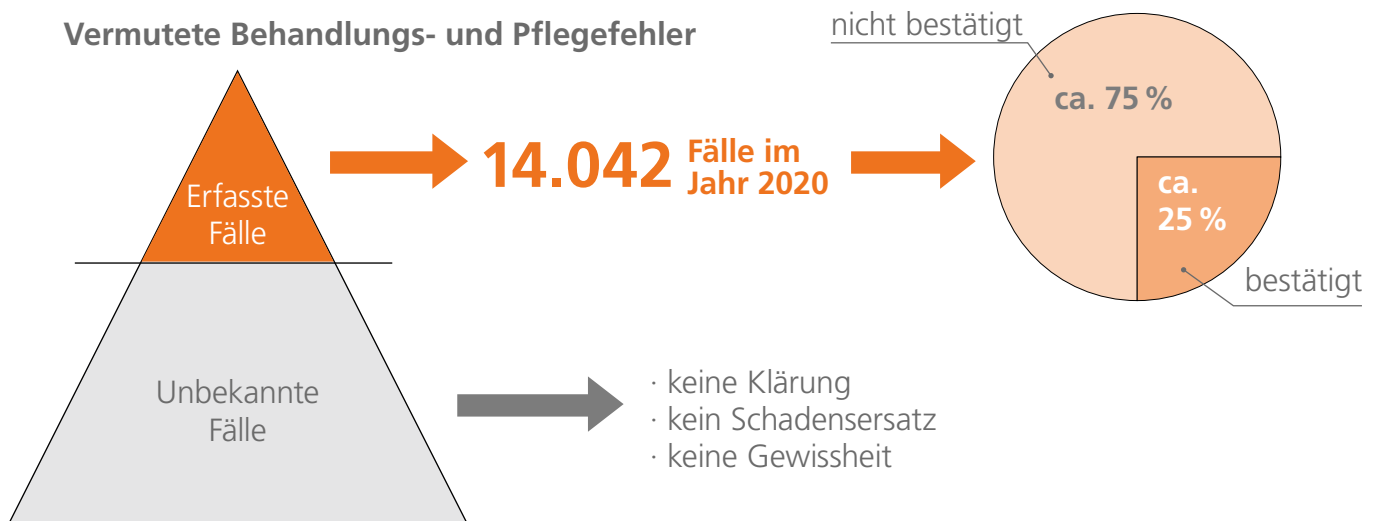 Vermutete Behandlungs- und Pflegefehler
Erfasste
Fälle
14.042
Fälle im
Jahr 2020
nicht bestätigt
ca. 75 %
ca.
25 %
bestätigt
Unbekannte
Fälle
· keine Klärung
· kein Schadensersatz
· keine Gewissheit